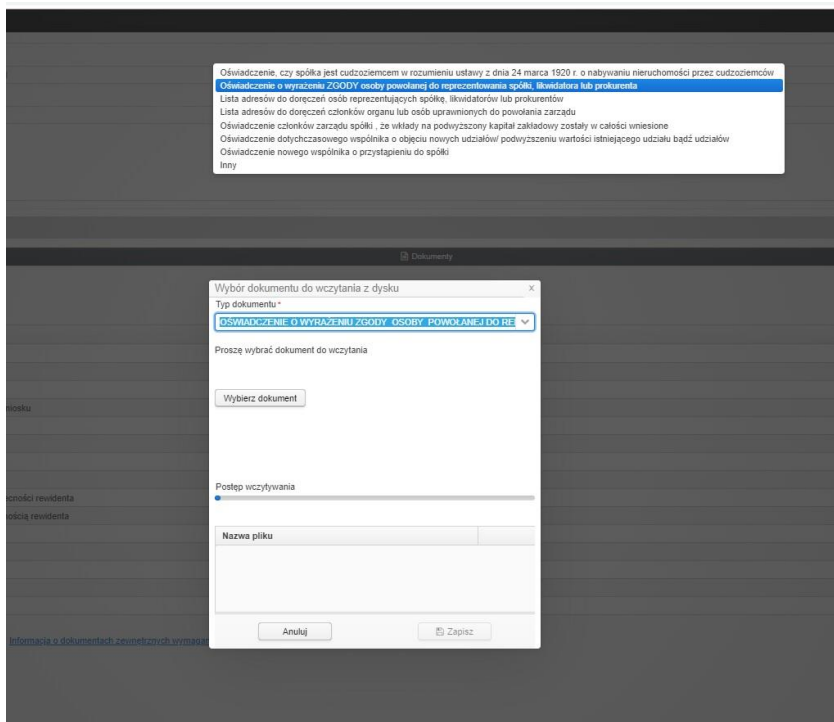 Oświadczenie, czy spółka jest cudzoziemcem w rozumieniu ustawy z dnia 24 marca 1920 r. o nabywaniu nieruchomości przez cudzoziemców
Oświadczenie o wyrażeniu ZGODY osoby powołanej do reprezentowania spółki, likwidatora lub prokurenta
Lista adresów do doręczeń osób reprezentujących spółkę, likwidatorów lub prokurentów
Lista adresów do doręczeń członków organu lub osób uprawnionych do powołania zarządu
Oświadczenie członków zarządu spółki , że wkłady na podwyższony kapitał zakładowy zostały w całości wniesione
Oświadczenie dotychczasowego wspólnika o objęciu nowych udziałów/ podwyższeniu wartości istniejącego udziału bądź udziałów
Oświadczenie nowego wspólnika o przystąpieniu do spółki
Inny
Dokumenty
Wybór dokumentu do wczytania z dysku x
Typ dokumentu *
OŚWIADCZENIE O WYRAŻENIU ZGODY OSOBY POWOŁANEJ DO RE
Proszę wybrać dokument do wczytania
Wybierz dokument
niosku
Postęp wczytywania
ecności rewidenta
nością rewidenta
Nazwa pliku
Anuluj
Zapisz
Informacja o dokumentach zewnętrznych wymagan